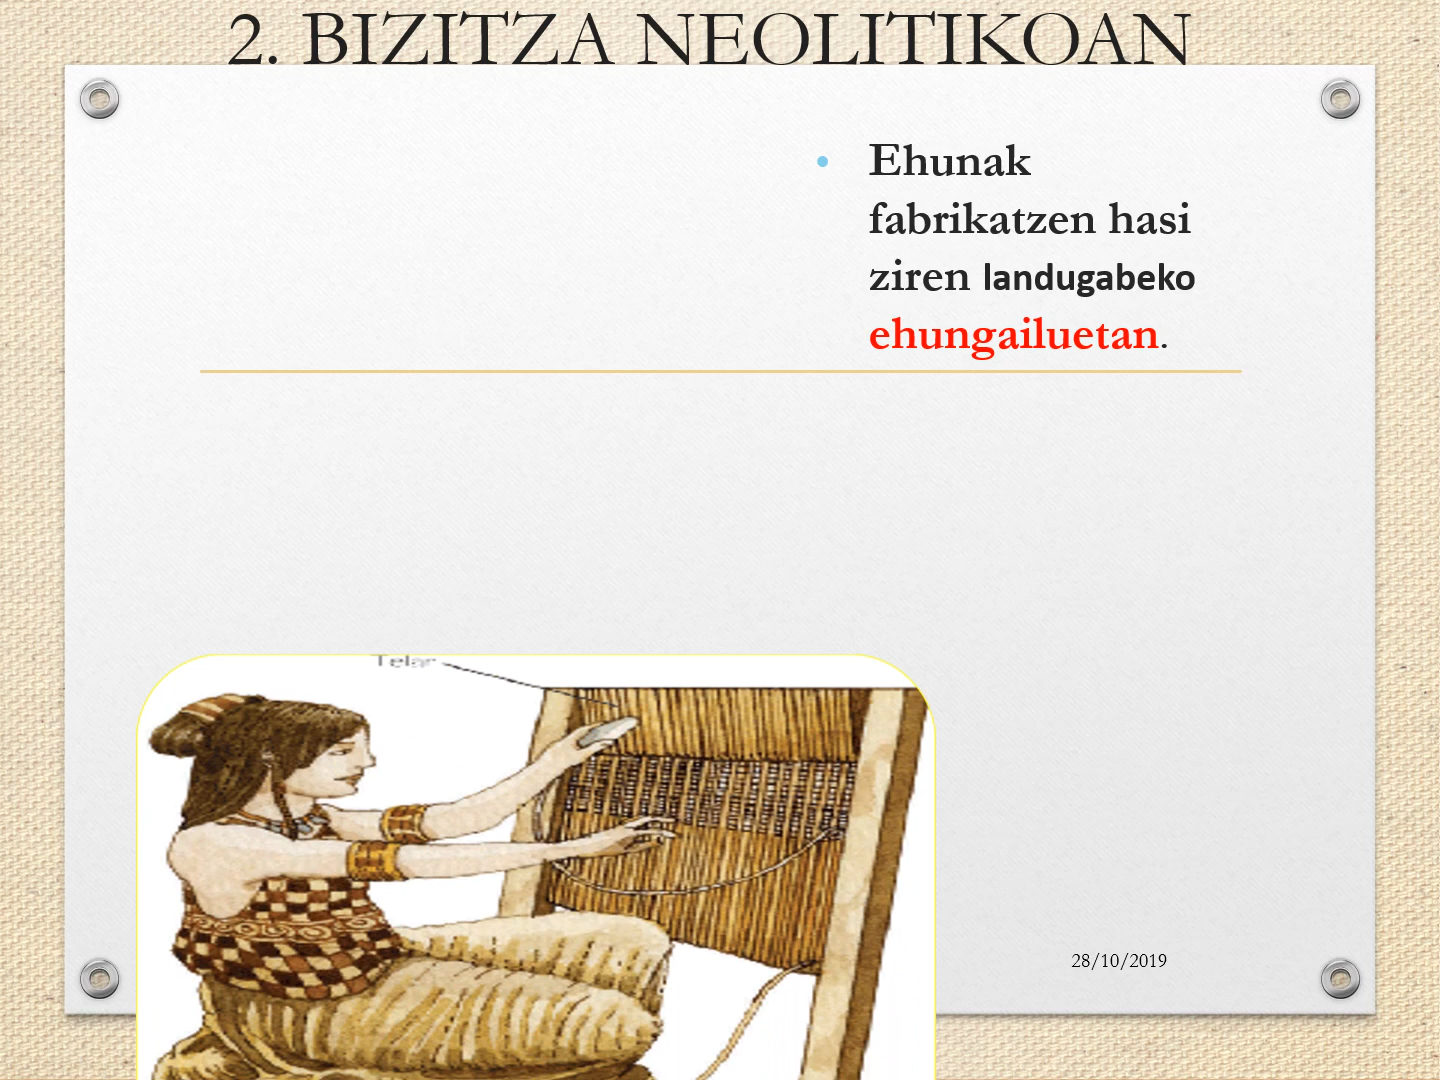 2. BIZITZA NEOLITIKOAN
• Ehunak
fabrikatzen hasi
ziren landugabeko
ehungailuetan.
Telar
28/10/2019